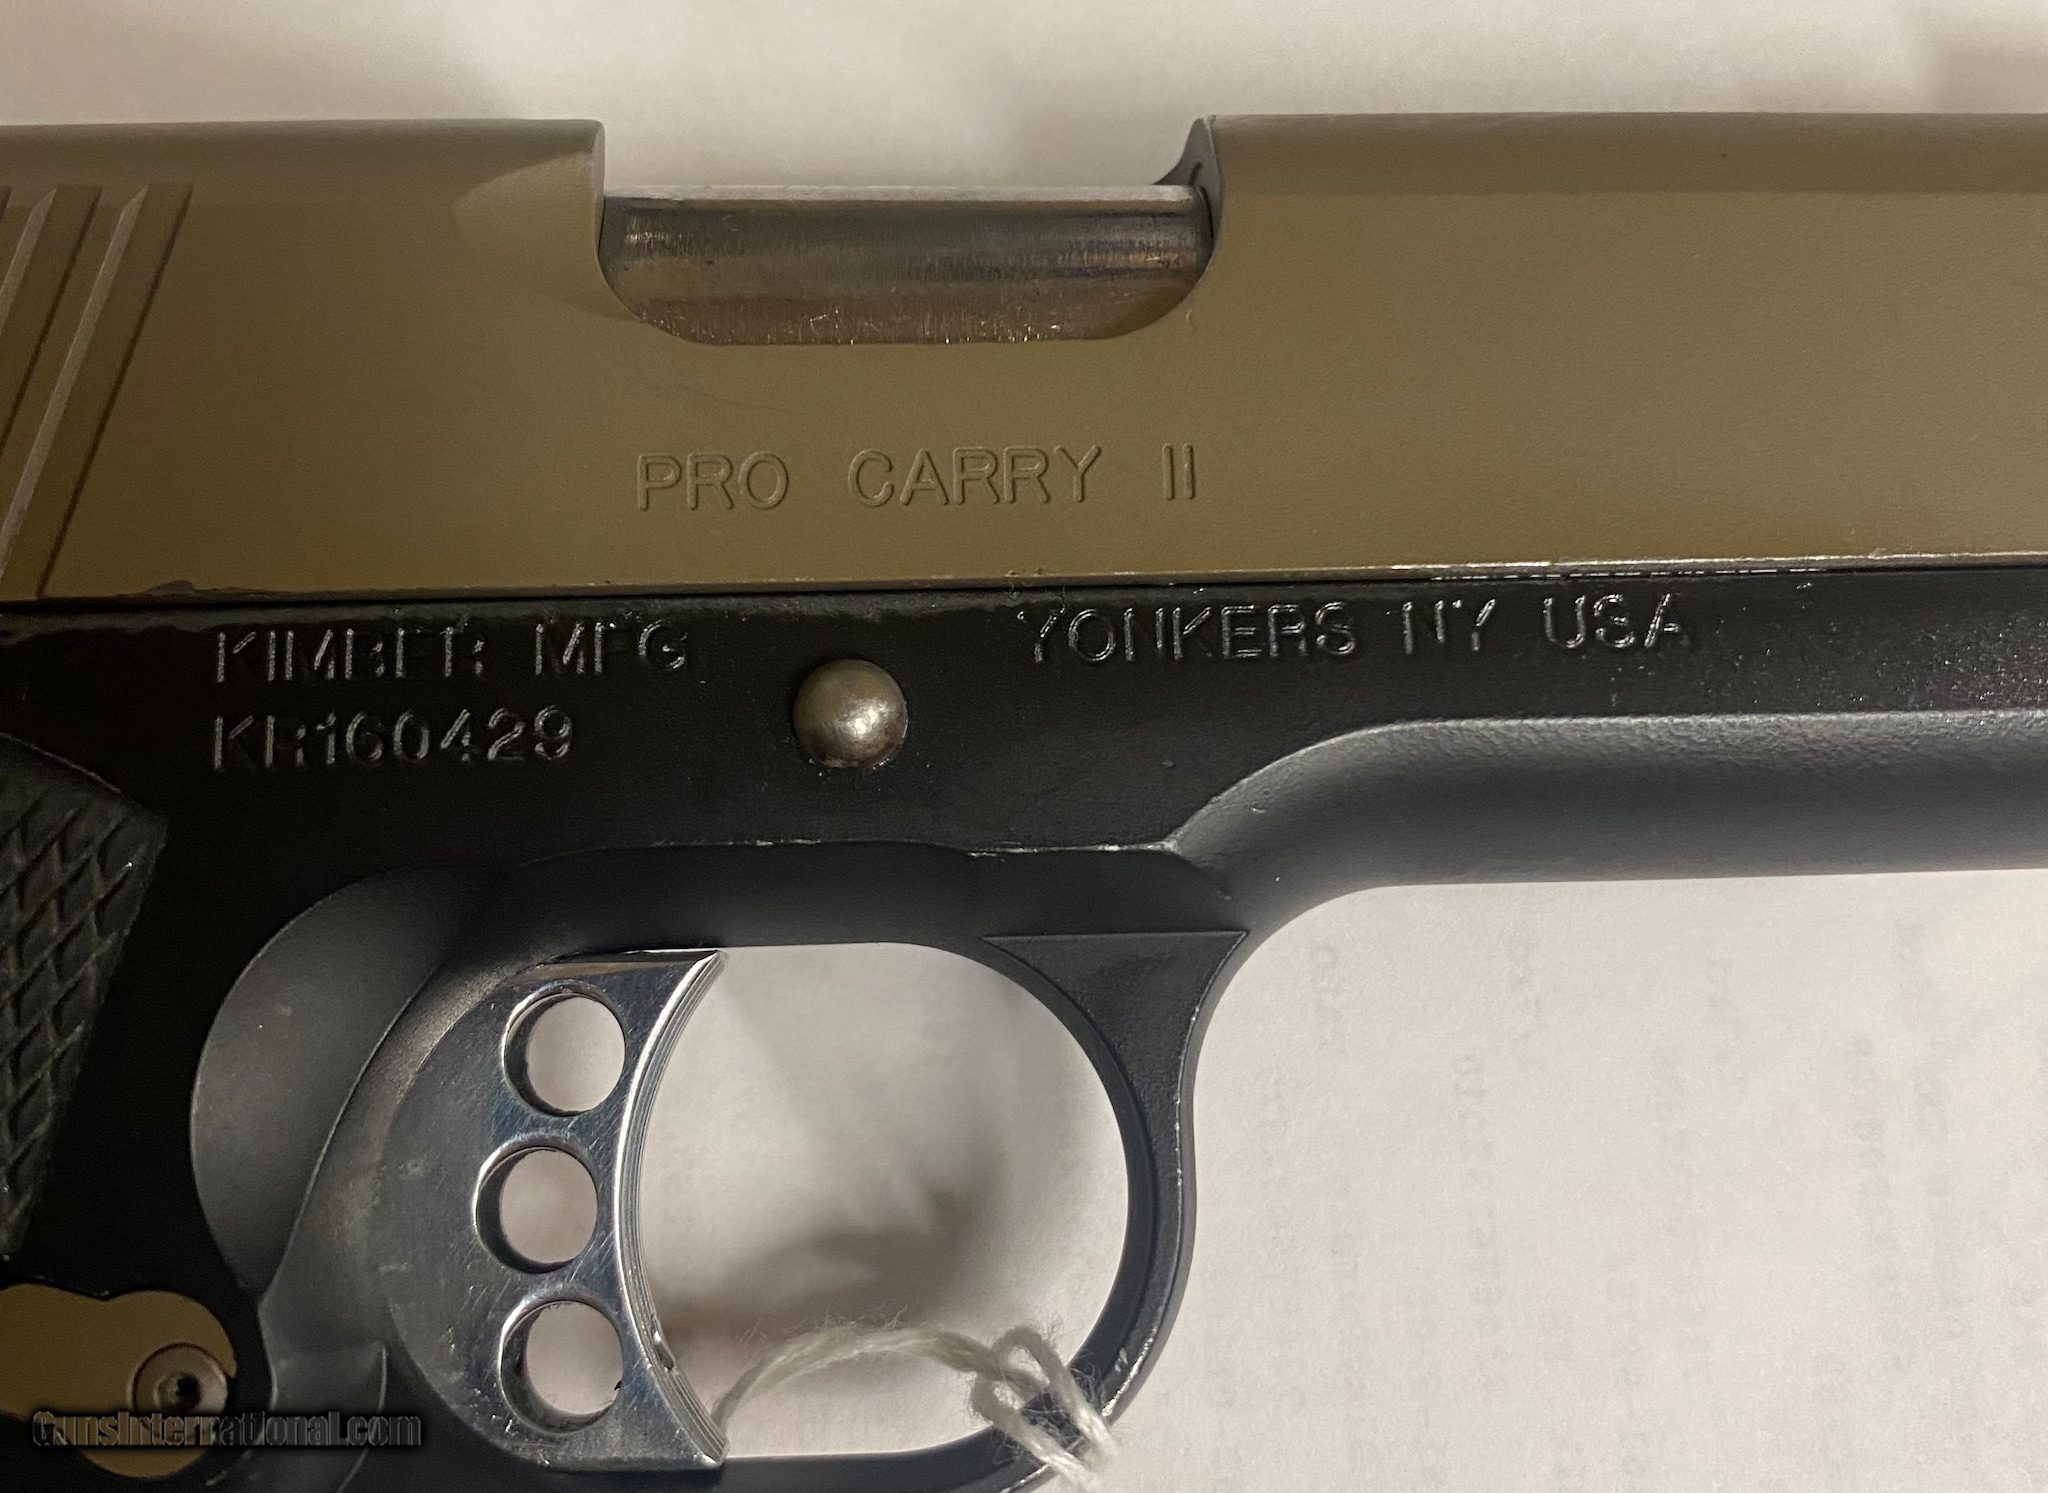 PRO CARRY II
KIMBER MFG YONKERS NY USA
KR160429
GunsInternational.com